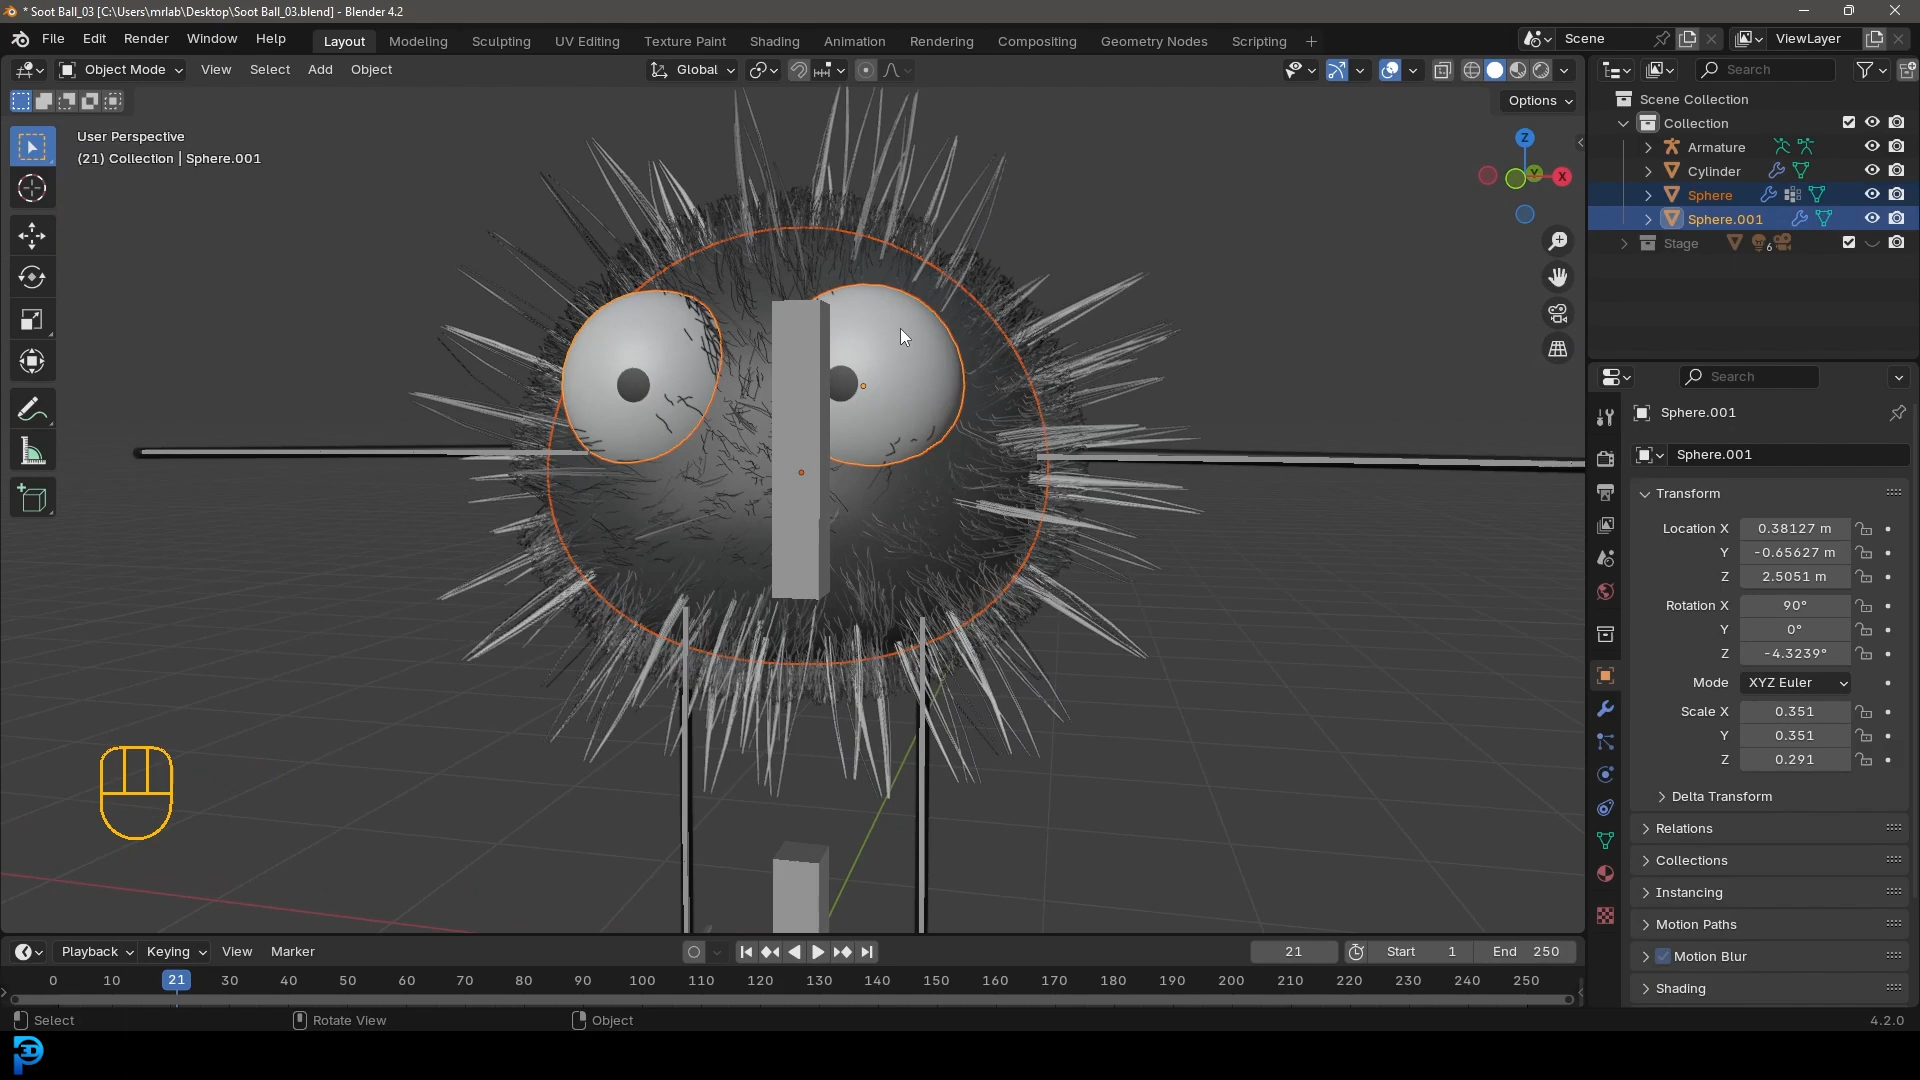 * Soot Ball_03 [C:\Users\mrlab\Desktop\Soot Ball_03.blend] - Blender 4.2
File Edit Render Window Help Layout Modeling Sculpting UV Editing Texture Paint Shading Animation Rendering Compositing Geometry Nodes Scripting + Scene ViewLayer
Object Mode View Select Add Object Global Search
Options
Scene Collection
Collection
Armature
Cylinder
Sphere
Sphere.001
Stage 6
User Perspective
(21) Collection | Sphere.001
Z
Y
X
Search
Sphere.001
Sphere.001
Transform
Location X 0.38127 m
Y -0.65627 m
Z 2.5051 m
Rotation X 90°
Y 0°
Z -4.3239°
Mode XYZ Euler
Scale X 0.351
Y 0.351
Z 0.291
Delta Transform
Relations
Collections
Instancing
Motion Paths
Motion Blur
Shading
Playback Keying View Marker 21 Start 1 End 250
0 10 21 30 40 50 60 70 80 90 100 110 120 130 140 150 160 170 180 190 200 210 220 230 240 250
Select Rotate View Object 4.2.0
3D